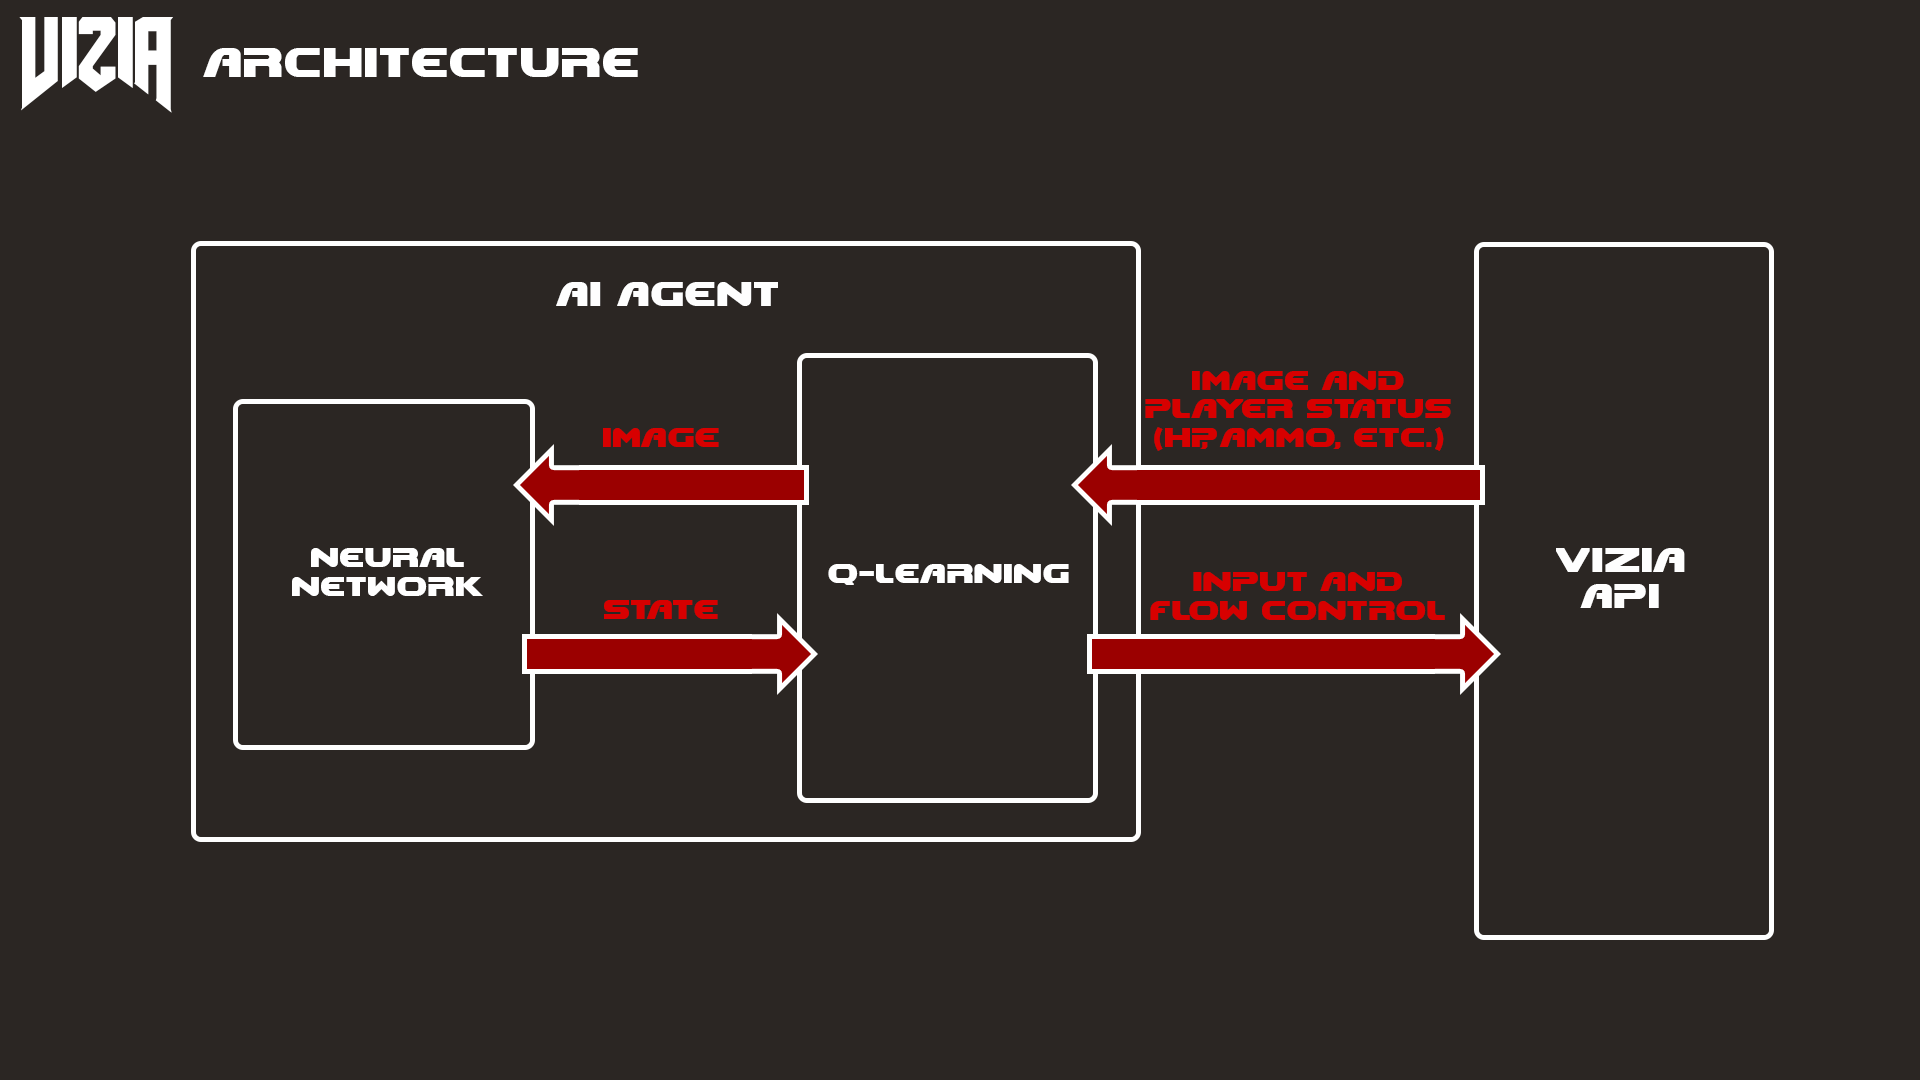 VIZIA
ARCHITECTURE
AI AGENT
IMAGE AND
PLAYER STATUS
(HP, AMMO, ETC.)
IMAGE
NEURAL
NETWORK
Q-LEARNING
VIZIA
API
INPUT AND
FLOW CONTROL
STATE